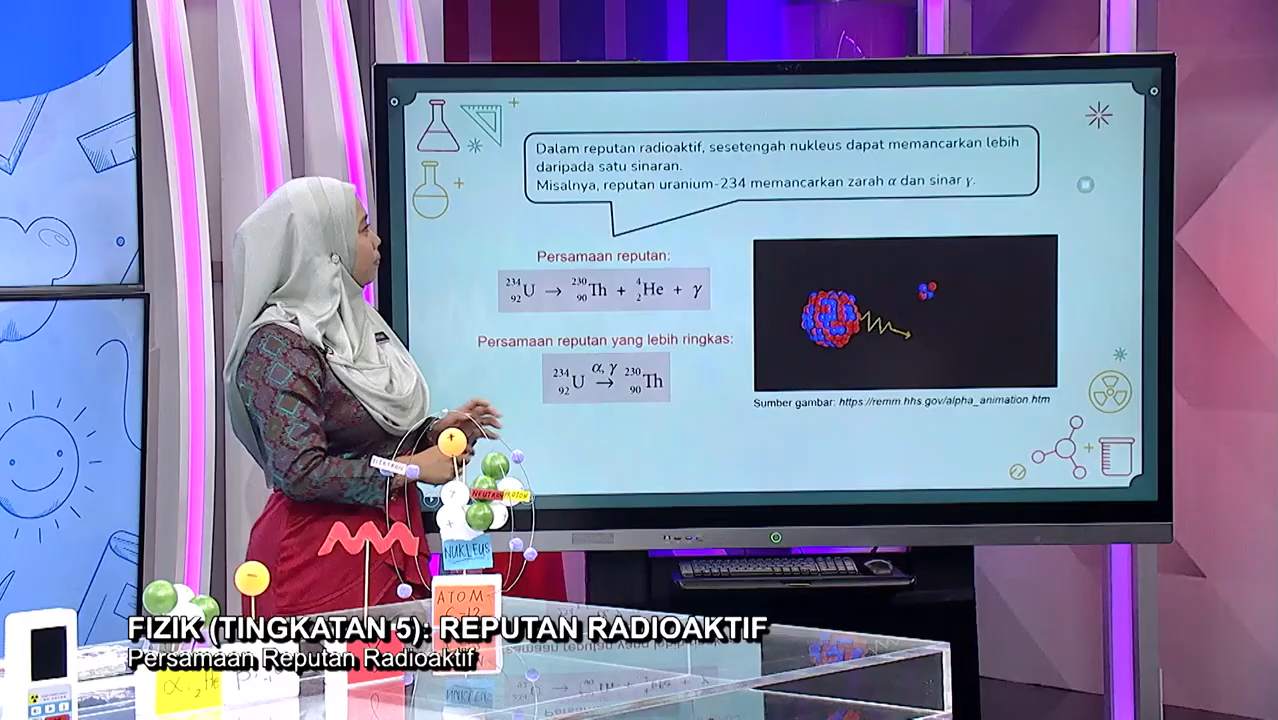 Dalam reputan radioaktif, sesetengah nukleus dapat memancarkan lebih
daripada satu sinaran.
Misalnya, reputan uranium-234 memancarkan zarah α dan sinar γ.
Persamaan reputan:
²³⁴₉₂U → ²³⁰₉₀Th + ⁴₂He + γ
Persamaan reputan yang lebih ringkas:
α, γ
²³⁴₉₂U → ²³⁰₉₀Th
Sumber gambar: https://remm.hhs.gov/alpha_animation.htm
ELEKTRON
NEUTRON
PROTON
NUKLEUS
ATOM
C-12
FIZIK (TINGKATAN 5): REPUTAN RADIOAKTIF
Persamaan Reputan Radioaktif